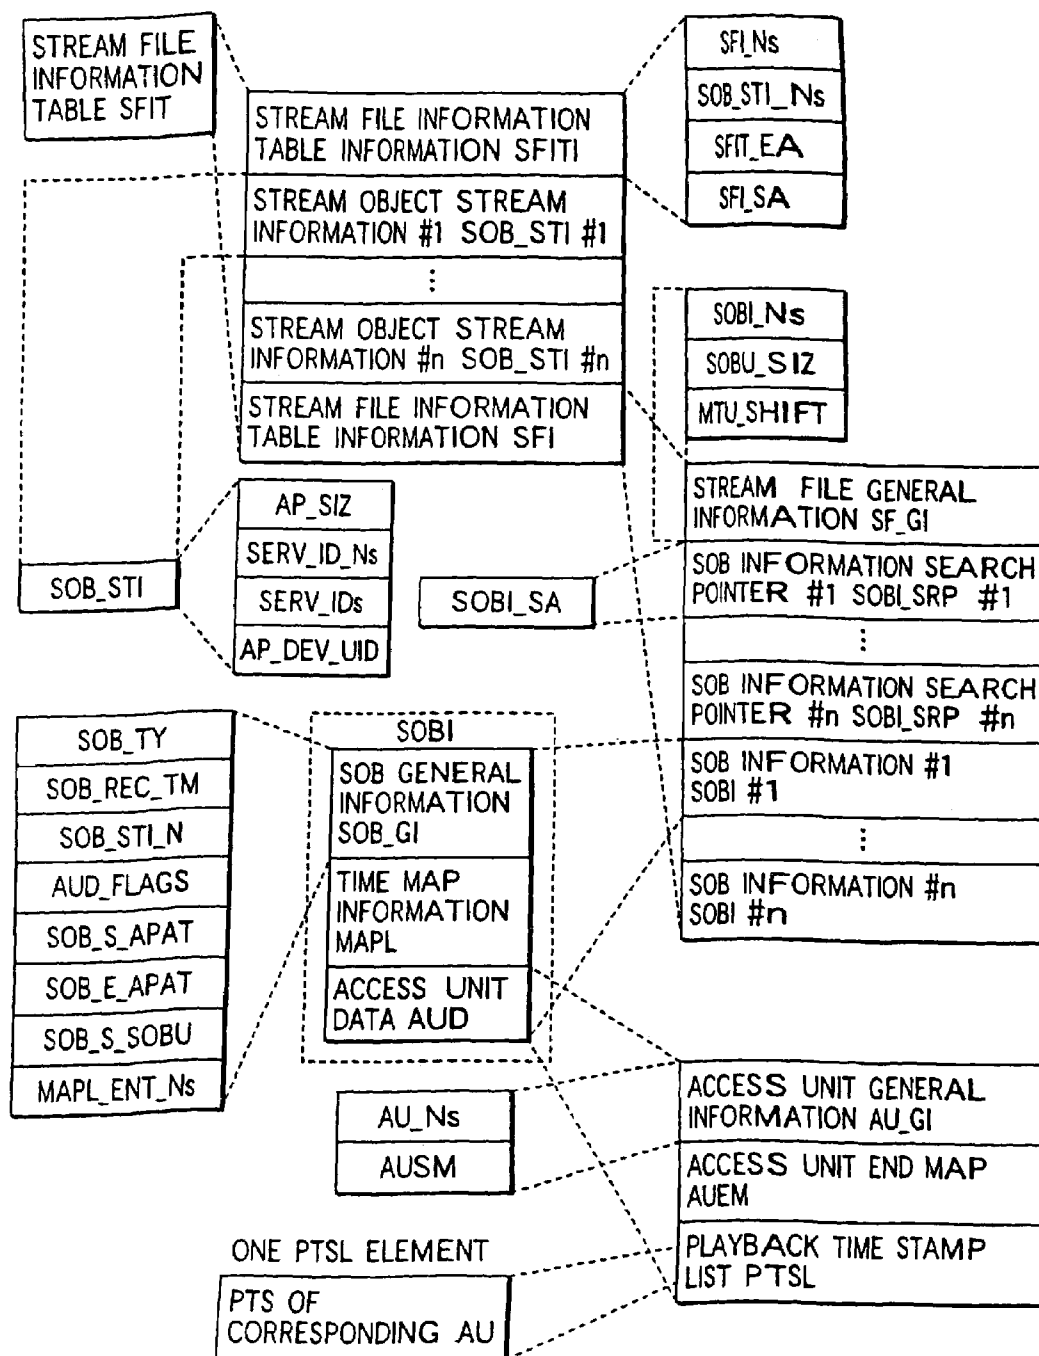 STREAM FILE
INFORMATION
TABLE SFIT
STREAM FILE INFORMATION
TABLE INFORMATION SFITI
STREAM OBJECT STREAM
INFORMATION #1 SOB_STI #1
⋮
STREAM OBJECT STREAM
INFORMATION #n SOB_STI #n
STREAM FILE INFORMATION
TABLE INFORMATION SFI
SFI_Ns
SOB_STI_Ns
SFIT_EA
SFI_SA
SOBI_Ns
SOBU_SIZ
MTU_SHIFT
STREAM FILE GENERAL
INFORMATION SF_GI
SOB INFORMATION SEARCH
POINTER #1 SOBI_SRP #1
⋮
SOB INFORMATION SEARCH
POINTER #n SOBI_SRP #n
SOB INFORMATION #1
SOBI #1
⋮
SOB INFORMATION #n
SOBI #n
SOB_STI
AP_SIZ
SERV_ID_Ns
SERV_IDs
AP_DEV_UID
SOBI_SA
SOB_TY
SOB_REC_TM
SOB_STI_N
AUD_FLAGS
SOB_S_APAT
SOB_E_APAT
SOB_S_SOBU
MAPL_ENT_Ns
SOBI
SOB GENERAL
INFORMATION
SOB_GI
TIME MAP
INFORMATION
MAPL
ACCESS UNIT
DATA AUD
AU_Ns
AUSM
ACCESS UNIT GENERAL
INFORMATION AU_GI
ACCESS UNIT END MAP
AUEM
PLAYBACK TIME STAMP
LIST PTSL
ONE PTSL ELEMENT
PTS OF
CORRESPONDING AU